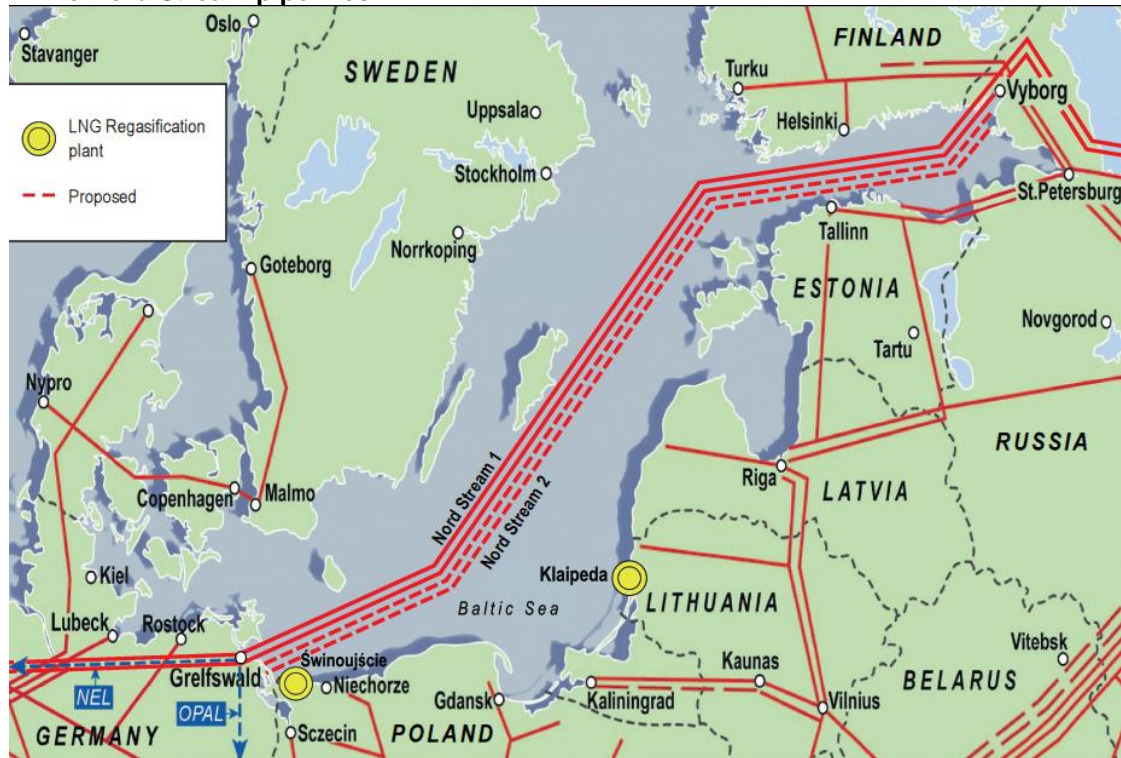 Oslo
Stavanger
SWEDEN
FINLAND
Turku
Vyborg
Uppsala
Helsinki
LNG Regasification
plant
Proposed
Stockholm
St.Petersburg
Norrkoping
Tallinn
Goteborg
ESTONIA
Novgorod
Tartu
Nypro
RUSSIA
Riga
LATVIA
Copenhagen
Malmo
Nord Stream 1
Nord Stream 2
Klaipeda
Kiel
Baltic Sea
LITHUANIA
Lubeck
Rostock
Vitebsk
Świnoujście
Kaunas
Grelfswald
Niechorze
BELARUS
NEL
Gdansk
Kaliningrad
Vilnius
OPAL
GERMANY
Sczecin
POLAND